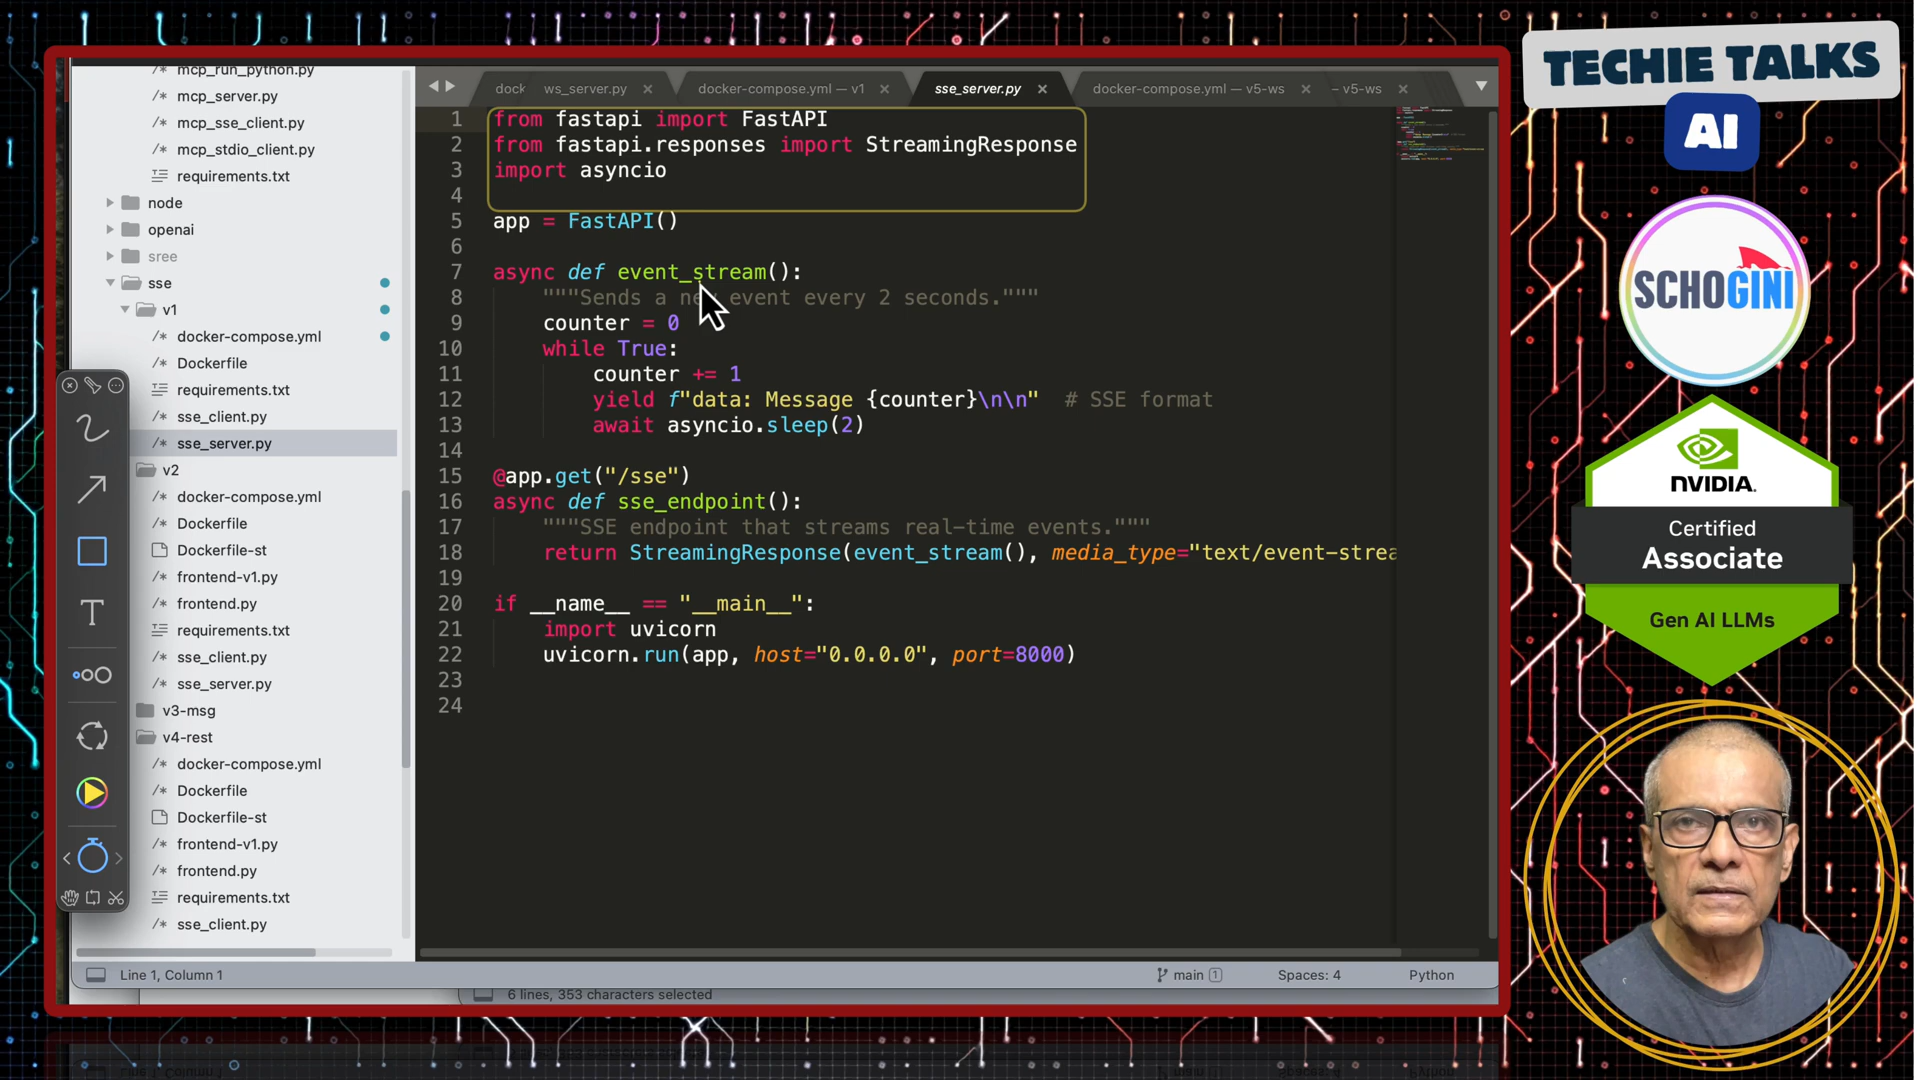 mcp_run_python.py
mcp_server.py
mcp_sse_client.py
mcp_stdio_client.py
requirements.txt
node
openai
sree
sse
v1
docker-compose.yml
Dockerfile
requirements.txt
sse_client.py
sse_server.py
v2
docker-compose.yml
Dockerfile
Dockerfile-st
frontend-v1.py
frontend.py
requirements.txt
sse_client.py
sse_server.py
v3-msg
v4-rest
docker-compose.yml
Dockerfile
Dockerfile-st
frontend-v1.py
frontend.py
requirements.txt
sse_client.py
dock ws_server.py docker-compose.yml — v1 sse_server.py docker-compose.yml — v5-ws – v5-ws
1 from fastapi import FastAPI
2 from fastapi.responses import StreamingResponse
3 import asyncio
4
5 app = FastAPI()
6
7 async def event_stream():
8 """Sends a new event every 2 seconds."""
9 counter = 0
10 while True:
11 counter += 1
12 yield f"data: Message {counter}\n\n" # SSE format
13 await asyncio.sleep(2)
14
15 @app.get("/sse")
16 async def sse_endpoint():
17 """SSE endpoint that streams real-time events."""
18 return StreamingResponse(event_stream(), media_type="text/event-strea
19
20 if __name__ == "__main__":
21 import uvicorn
22 uvicorn.run(app, host="0.0.0.0", port=8000)
23
24
Line 1, Column 1
main 1
Spaces: 4
Python
6 lines, 353 characters selected
TECHIE TALKS
AI
SCHOGINI
NVIDIA.
Certified
Associate
Gen AI LLMs